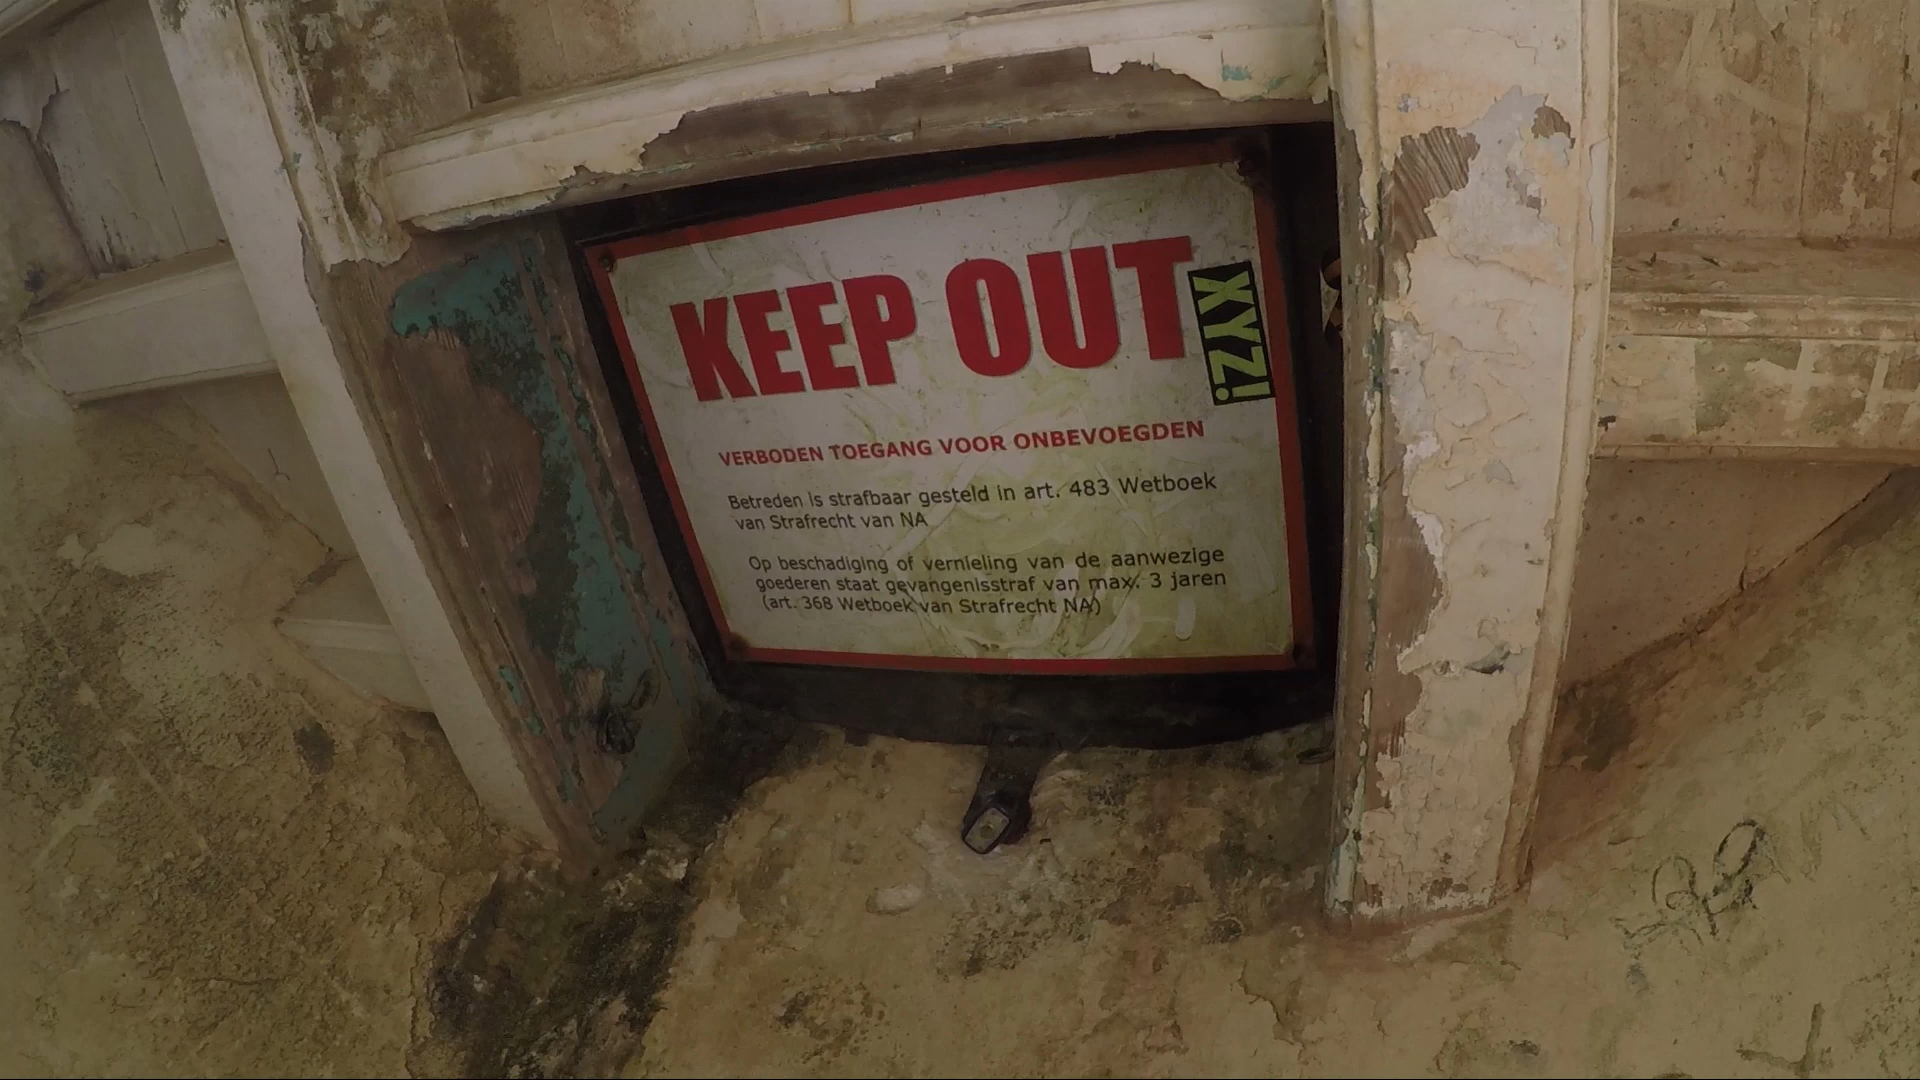 KEEP OUT
XYZ!
VERBODEN TOEGANG VOOR ONBEVOEGDEN
Betreden is strafbaar gesteld in art. 483 Wetboek
van Strafrecht van NA
Op beschadiging of vernieling van de aanwezige
goederen staat gevangenisstraf van max. 3 jaren
(art. 368 Wetboek van Strafrecht NA)